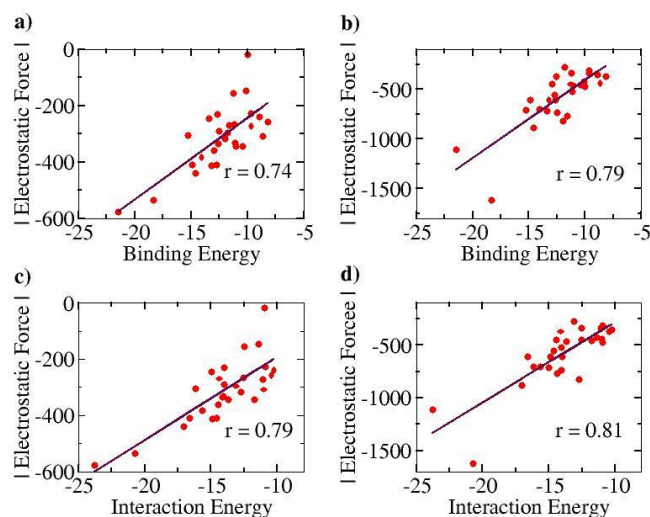 a)
| Electrostatic Force |
0
-200
-400
-600
r = 0.74
-25 -20 -15 -10 -5
Binding Energy
b)
| Electrostatic Force |
-500
-1000
-1500
r = 0.79
-25 -20 -15 -10 -5
Binding Energy
c)
| Electrostatic Force |
0
-200
-400
-600
r = 0.79
-25 -20 -15 -10
Interaction Energy
d)
| Electrostatic Forcee |
0
-500
-1000
-1500
r = 0.81
-25 -20 -15 -10
Interaction Energy